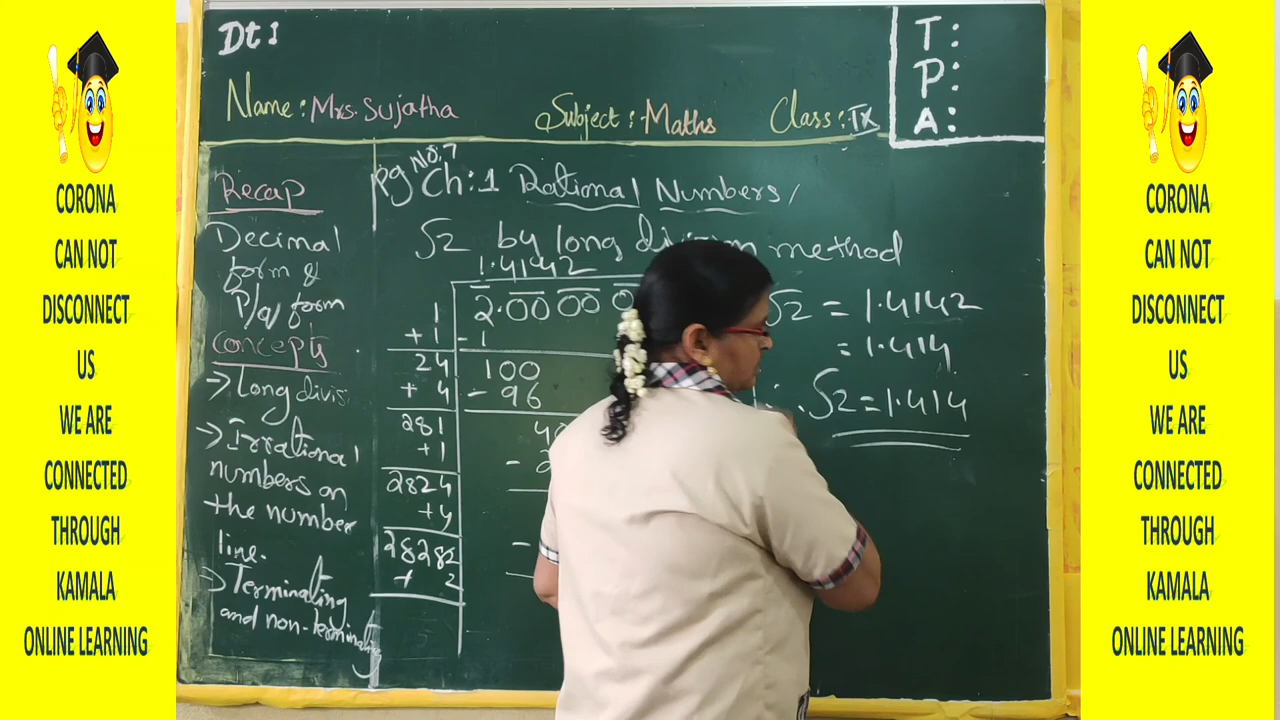 CORONA
CAN NOT
DISCONNECT
US
WE ARE
CONNECTED
THROUGH
KAMALA
ONLINE LEARNING
Dt:
T:
P:
A:
Name: Mrs. Sujatha Subject: Maths Class: IX
Recap
Decimal
form &
P/q form
concepts
→ Long divis
→ Irrational
numbers on
the number
line.
→ Terminating
and non-terminating
Pg No. 7 Ch: 1 Rational Numbers/
√2 by long division method
1.4142
1 2.00 00 0
+1 -1
24 100
+ 4 - 96
281 40
+1 - 2
2824
+4 -
28282
+ 2 -
√2 = 1.4142
= 1.414
∴ √2 = 1.414
CORONA
CAN NOT
DISCONNECT
US
WE ARE
CONNECTED
THROUGH
KAMALA
ONLINE LEARNING